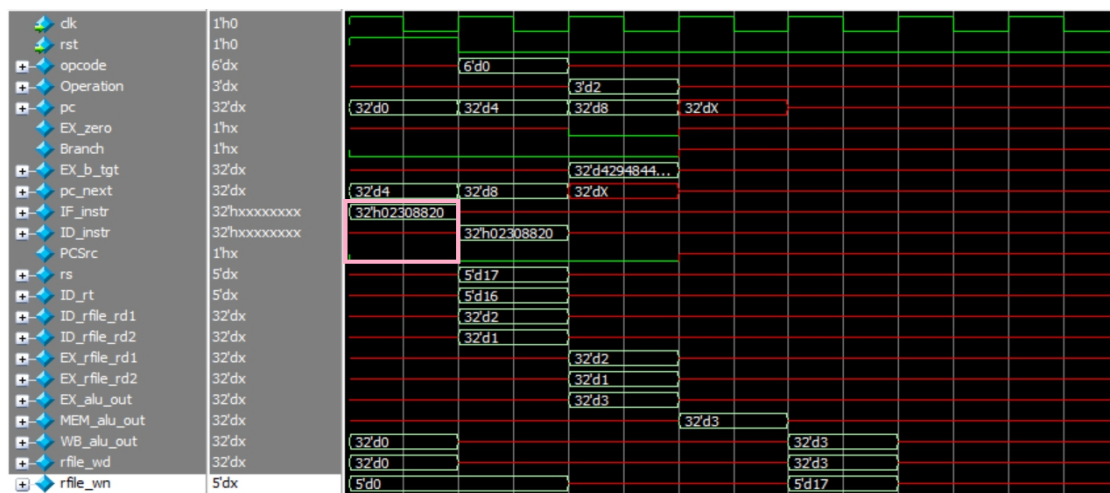 clk 1'h0
rst 1'h0
opcode 6'dx 6'd0
Operation 3'dx 3'd2
pc 32'dx 32'd0 32'd4 32'd8 32'dX
EX_zero 1'hx
Branch 1'hx
EX_b_tgt 32'dx 32'd4294844...
pc_next 32'dx 32'd4 32'd8 32'dX
IF_instr 32'hxxxxxxxx 32'h02308820
ID_instr 32'hxxxxxxxx 32'h02308820
PCSrc 1'hx
rs 5'dx 5'd17
ID_rt 5'dx 5'd16
ID_rfile_rd1 32'dx 32'd2
ID_rfile_rd2 32'dx 32'd1
EX_rfile_rd1 32'dx 32'd2
EX_rfile_rd2 32'dx 32'd1
EX_alu_out 32'dx 32'd3
MEM_alu_out 32'dx 32'd3
WB_alu_out 32'dx 32'd0 32'd3
rfile_wd 32'dx 32'd0 32'd3
rfile_wn 5'dx 5'd0 5'd17